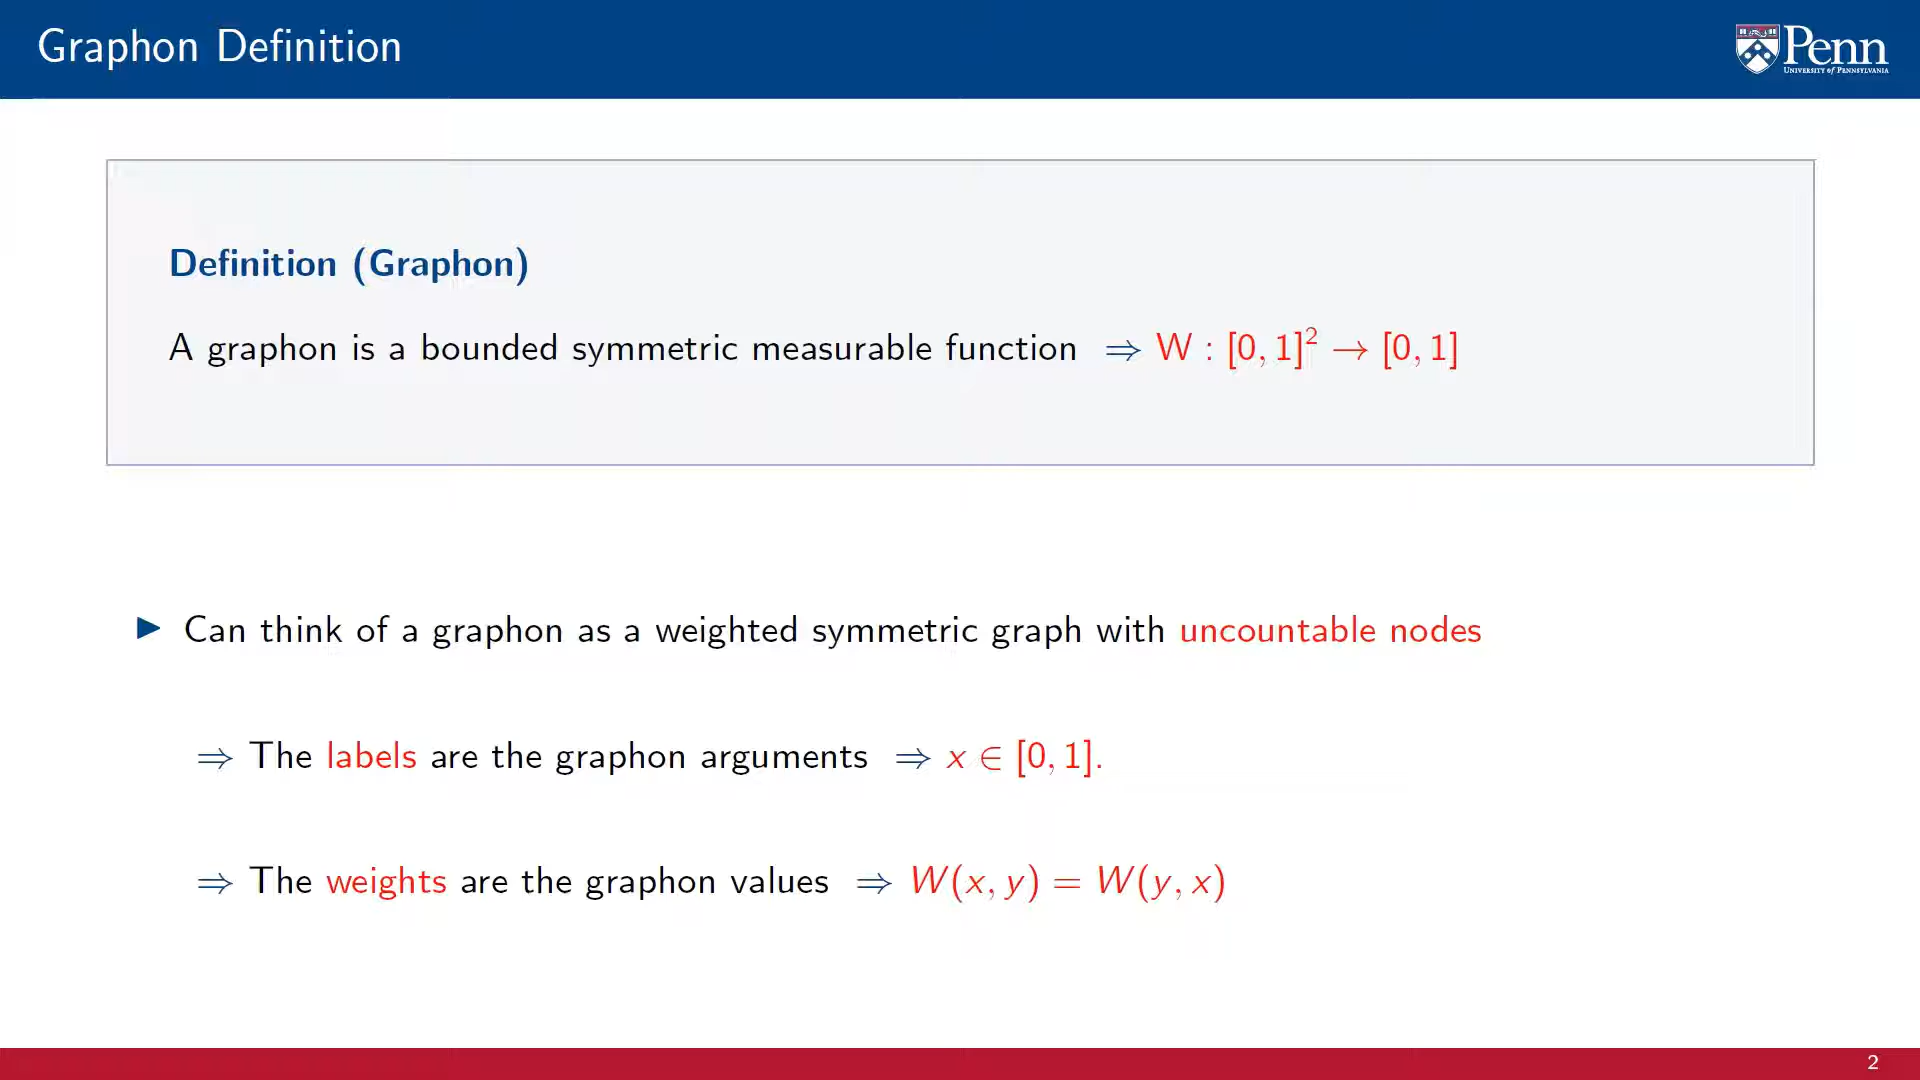 Graphon Definition
Penn
UNIVERSITY of PENNSYLVANIA
Definition (Graphon)
A graphon is a bounded symmetric measurable function ⇒ W : [0, 1]² → [0, 1]
▶ Can think of a graphon as a weighted symmetric graph with uncountable nodes
⇒ The labels are the graphon arguments ⇒ x ∈ [0, 1].
⇒ The weights are the graphon values ⇒ W(x, y) = W(y, x)
2